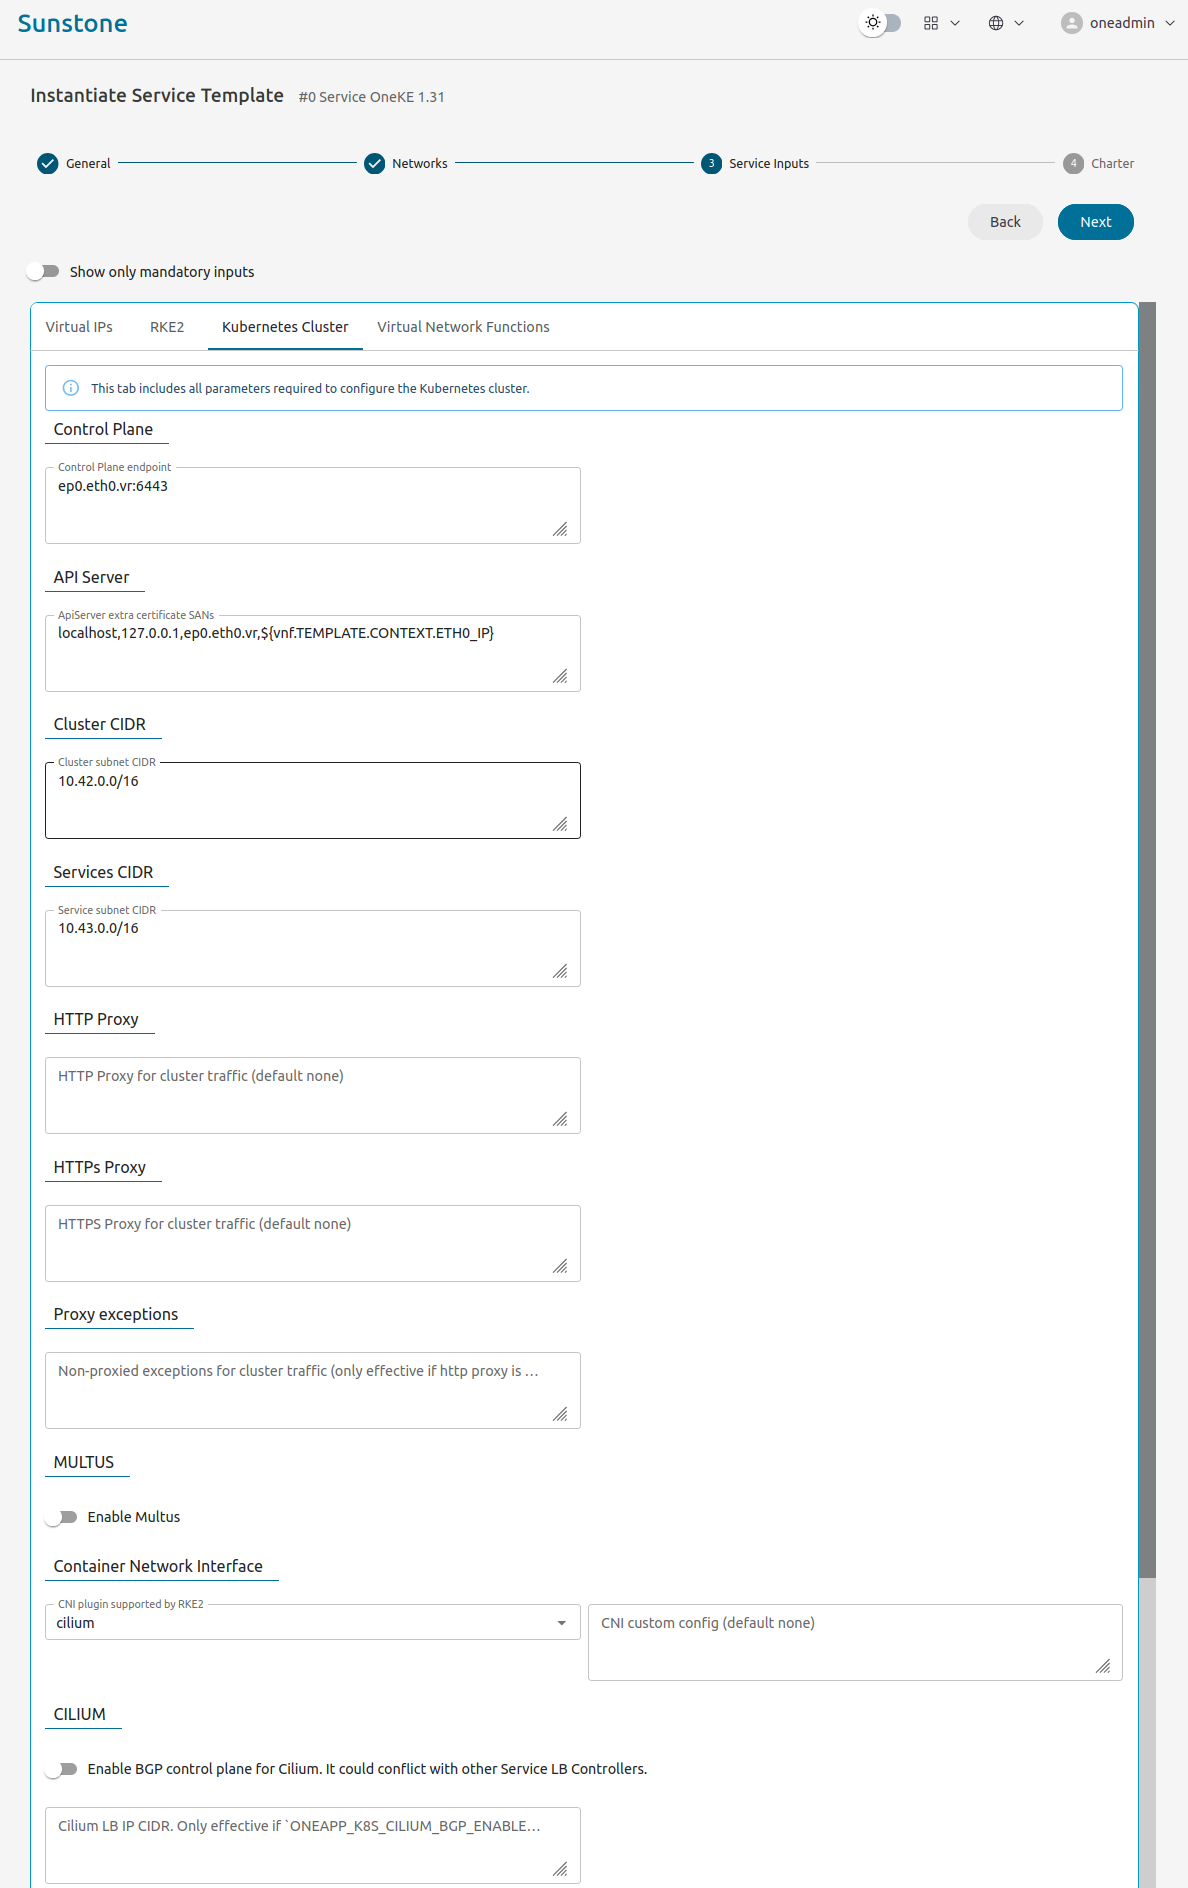 Sunstone
oneadmin
Instantiate Service Template #0 Service OneKE 1.31
General
Networks
3 Service Inputs
4 Charter
Back
Next
Show only mandatory inputs
Virtual IPs
RKE2
Kubernetes Cluster
Virtual Network Functions
This tab includes all parameters required to configure the Kubernetes cluster.
Control Plane
Control Plane endpoint
ep0.eth0.vr:6443
API Server
ApiServer extra certificate SANs
localhost,127.0.0.1,ep0.eth0.vr,${vnf.TEMPLATE.CONTEXT.ETH0_IP}
Cluster CIDR
Cluster subnet CIDR
10.42.0.0/16
Services CIDR
Service subnet CIDR
10.43.0.0/16
HTTP Proxy
HTTP Proxy for cluster traffic (default none)
HTTPs Proxy
HTTPS Proxy for cluster traffic (default none)
Proxy exceptions
Non-proxied exceptions for cluster traffic (only effective if http proxy is ...
MULTUS
Enable Multus
Container Network Interface
CNI plugin supported by RKE2
cilium
CNI custom config (default none)
CILIUM
Enable BGP control plane for Cilium. It could conflict with other Service LB Controllers.
Cilium LB IP CIDR. Only effective if `ONEAPP_K8S_CILIUM_BGP_ENABLE...